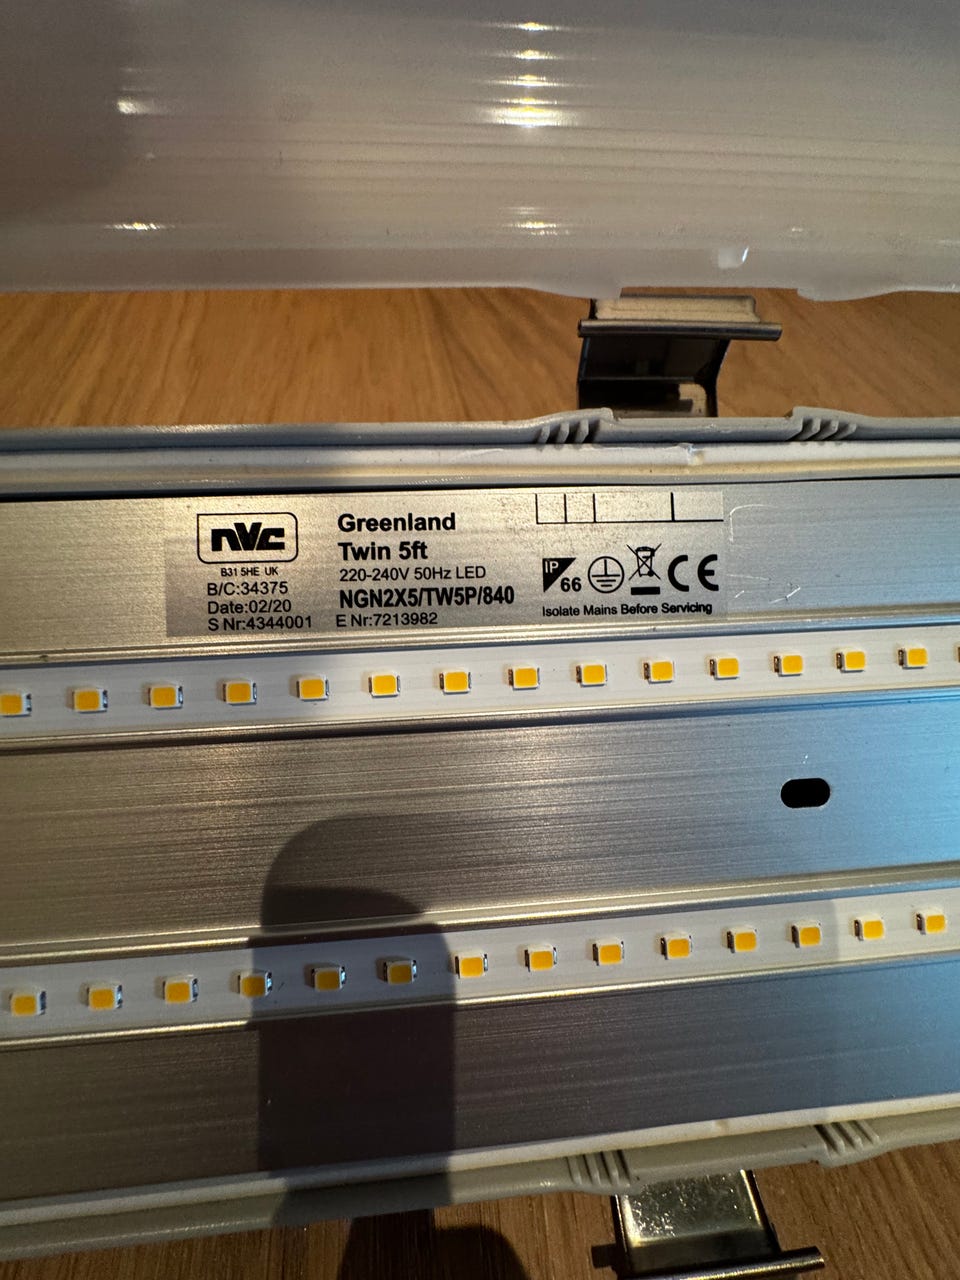 nvc
B31 5HE UK
B/C:34375
Date:02/20
S Nr:4344001
Greenland
Twin 5ft
220-240V 50Hz LED
NGN2X5/TW5P/840
E Nr:7213982
IP
66
CE
Isolate Mains Before Servicing